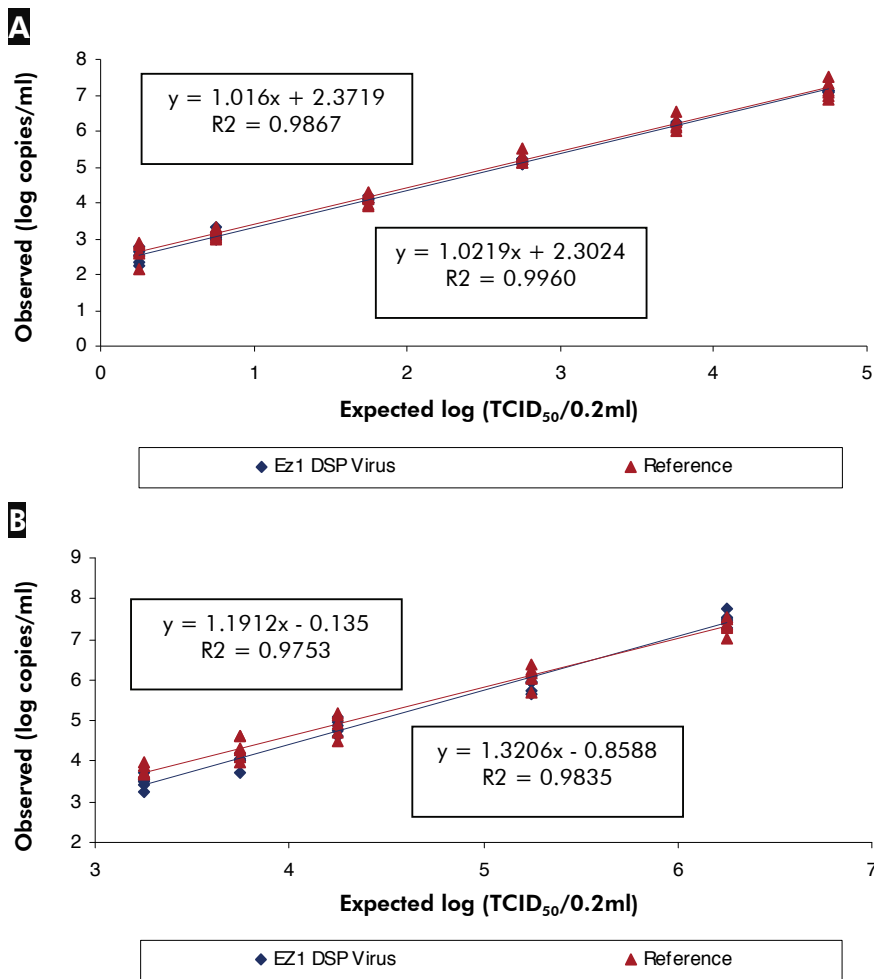 A
8
7
6
5
4
3
2
1
0
Observed (log copies/ml)
y = 1.016x + 2.3719
R2 = 0.9867
y = 1.0219x + 2.3024
R2 = 0.9960
0 1 2 3 4 5
Expected log (TCID₅₀/0.2ml)
Ez1 DSP Virus Reference
B
9
8
7
6
5
4
3
2
Observed (log copies/ml)
y = 1.1912x - 0.135
R2 = 0.9753
y = 1.3206x - 0.8588
R2 = 0.9835
3 4 5 6 7
Expected log (TCID₅₀/0.2ml)
EZ1 DSP Virus Reference